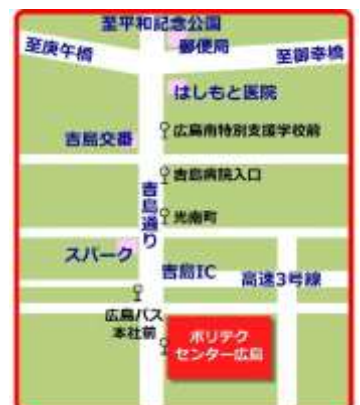 至平和記念公園
郵便局
至庚午橋
至御幸橋
はしもと医院
広島南特別支援学校前
吉島交番
吉島病院入口
吉島通り
光南町
スパーク
吉島IC
高速3号線
広島バス
本社前
ポリテク
センター広島